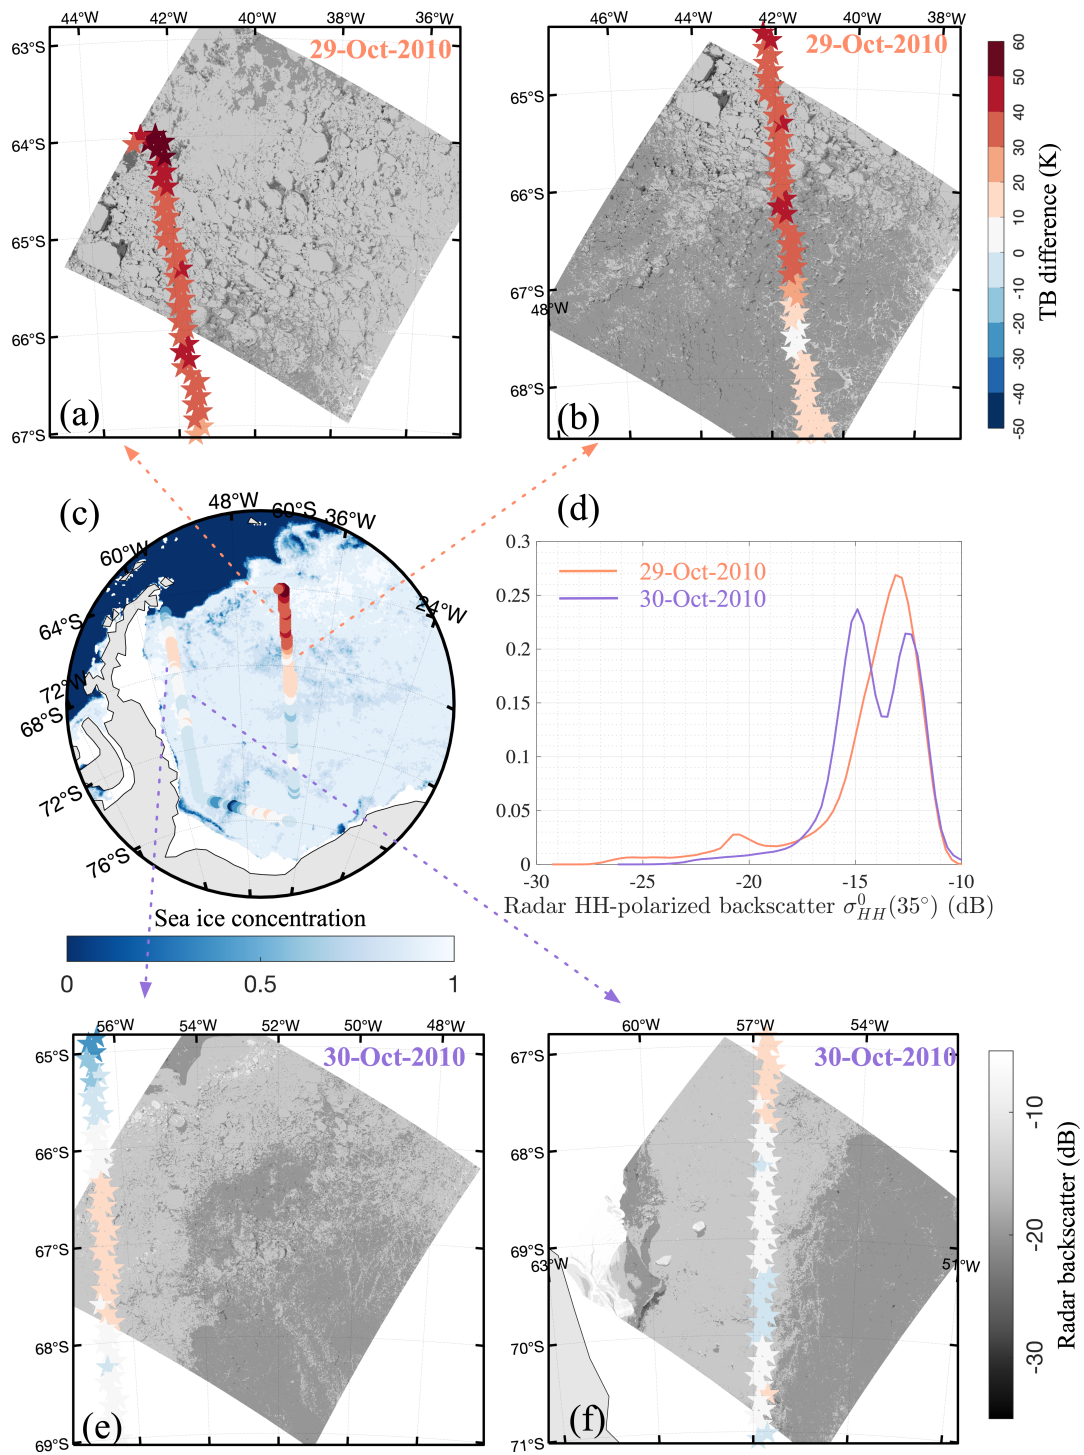 44°W 42°W 40°W 38°W 36°W
63°S
64°S
65°S
66°S
67°S
29-Oct-2010
(a)
46°W 44°W 42°W 40°W 38°W
65°S
66°S
67°S
48°W
68°S
29-Oct-2010
(b)
60
50
40
30
20
10
0
-10
-20
-30
-40
-50
TB difference (K)
(c)
48°W 60°S 36°W
60°W
24°W
64°S
72°W
68°S
72°S
76°S
Sea ice concentration
0 0.5 1
(d)
0.3
0.25
0.2
0.15
0.1
0.05
0
29-Oct-2010
30-Oct-2010
-30 -25 -20 -15 -10
Radar HH-polarized backscatter σ⁰HH(35°) (dB)
56°W 54°W 52°W 50°W 48°W
65°S
66°S
67°S
68°S
69°S
30-Oct-2010
(e)
60°W 57°W 54°W
67°S
68°S
69°S
63°W 51°W
70°S
71°S
30-Oct-2010
(f)
-10
-20
-30
Radar backscatter (dB)